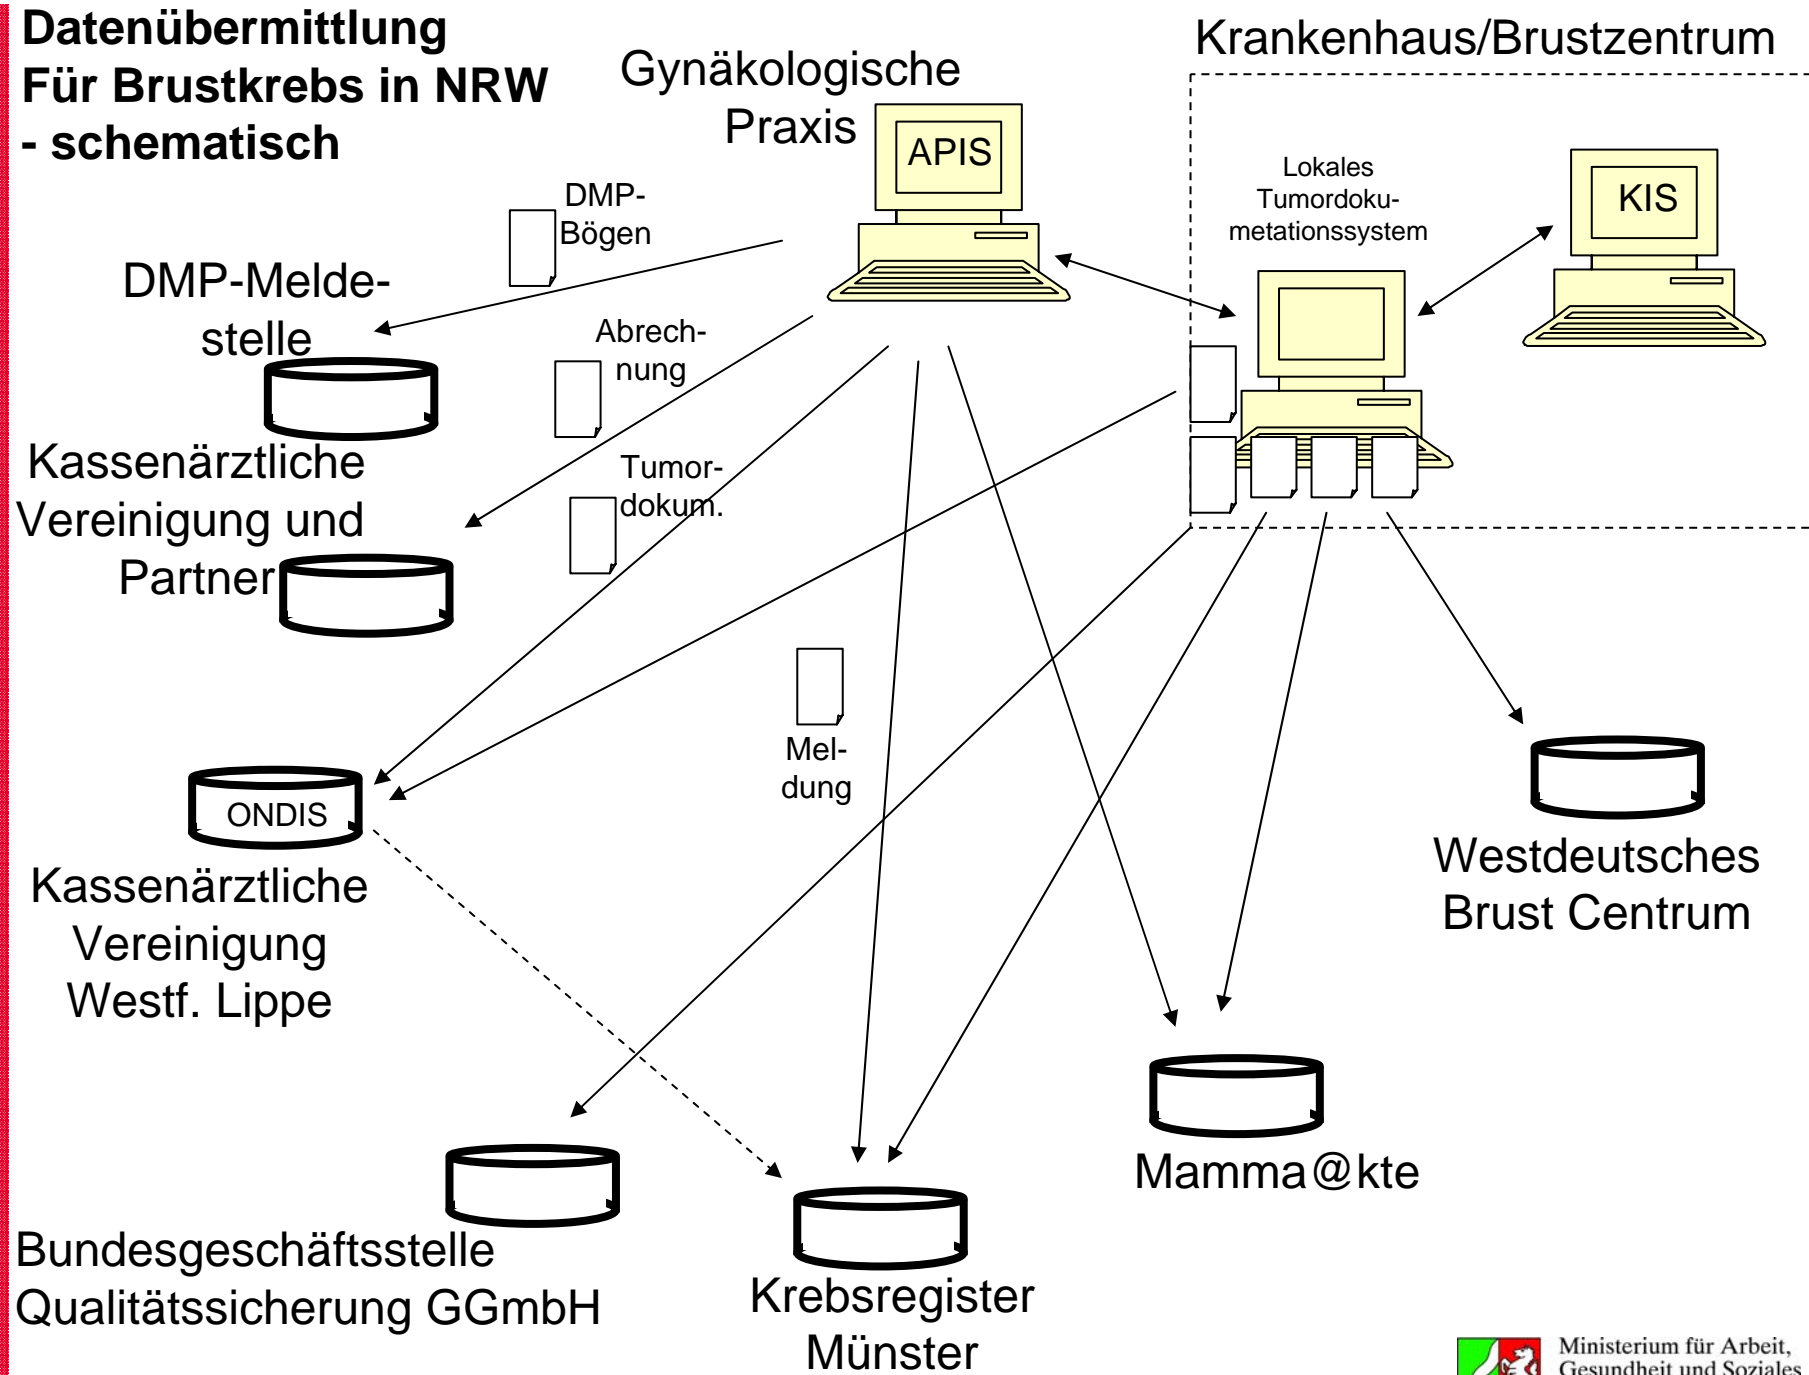 Datenübermittlung
Für Brustkrebs in NRW
- schematisch
Gynäkologische
Praxis
APIS
Krankenhaus/Brustzentrum
Lokales
Tumordoku-
metationssystem
KIS
DMP-
Bögen
DMP-Melde-
stelle
Abrech-
nung
Kassenärztliche
Vereinigung und
Partner
Tumor-
dokum.
Mel-
dung
ONDIS
Kassenärztliche
Vereinigung
Westf. Lippe
Westdeutsches
Brust Centrum
Mamma@kte
Bundesgeschäftsstelle
Qualitätssicherung GGmbH
Krebsregister
Münster
Ministerium für Arbeit,
Gesundheit und Soziales